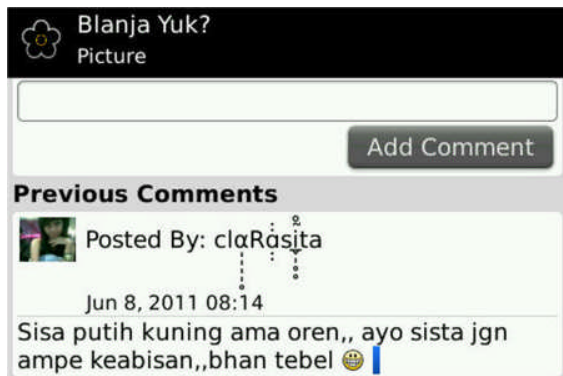 Blanja Yuk?
Picture
Add Comment
Previous Comments
Posted By: clαRαsita
Jun 8, 2011 08:14
Sisa putih kuning ama oren,, ayo sista jgn
ampe keabisan,,bhan tebel 😁